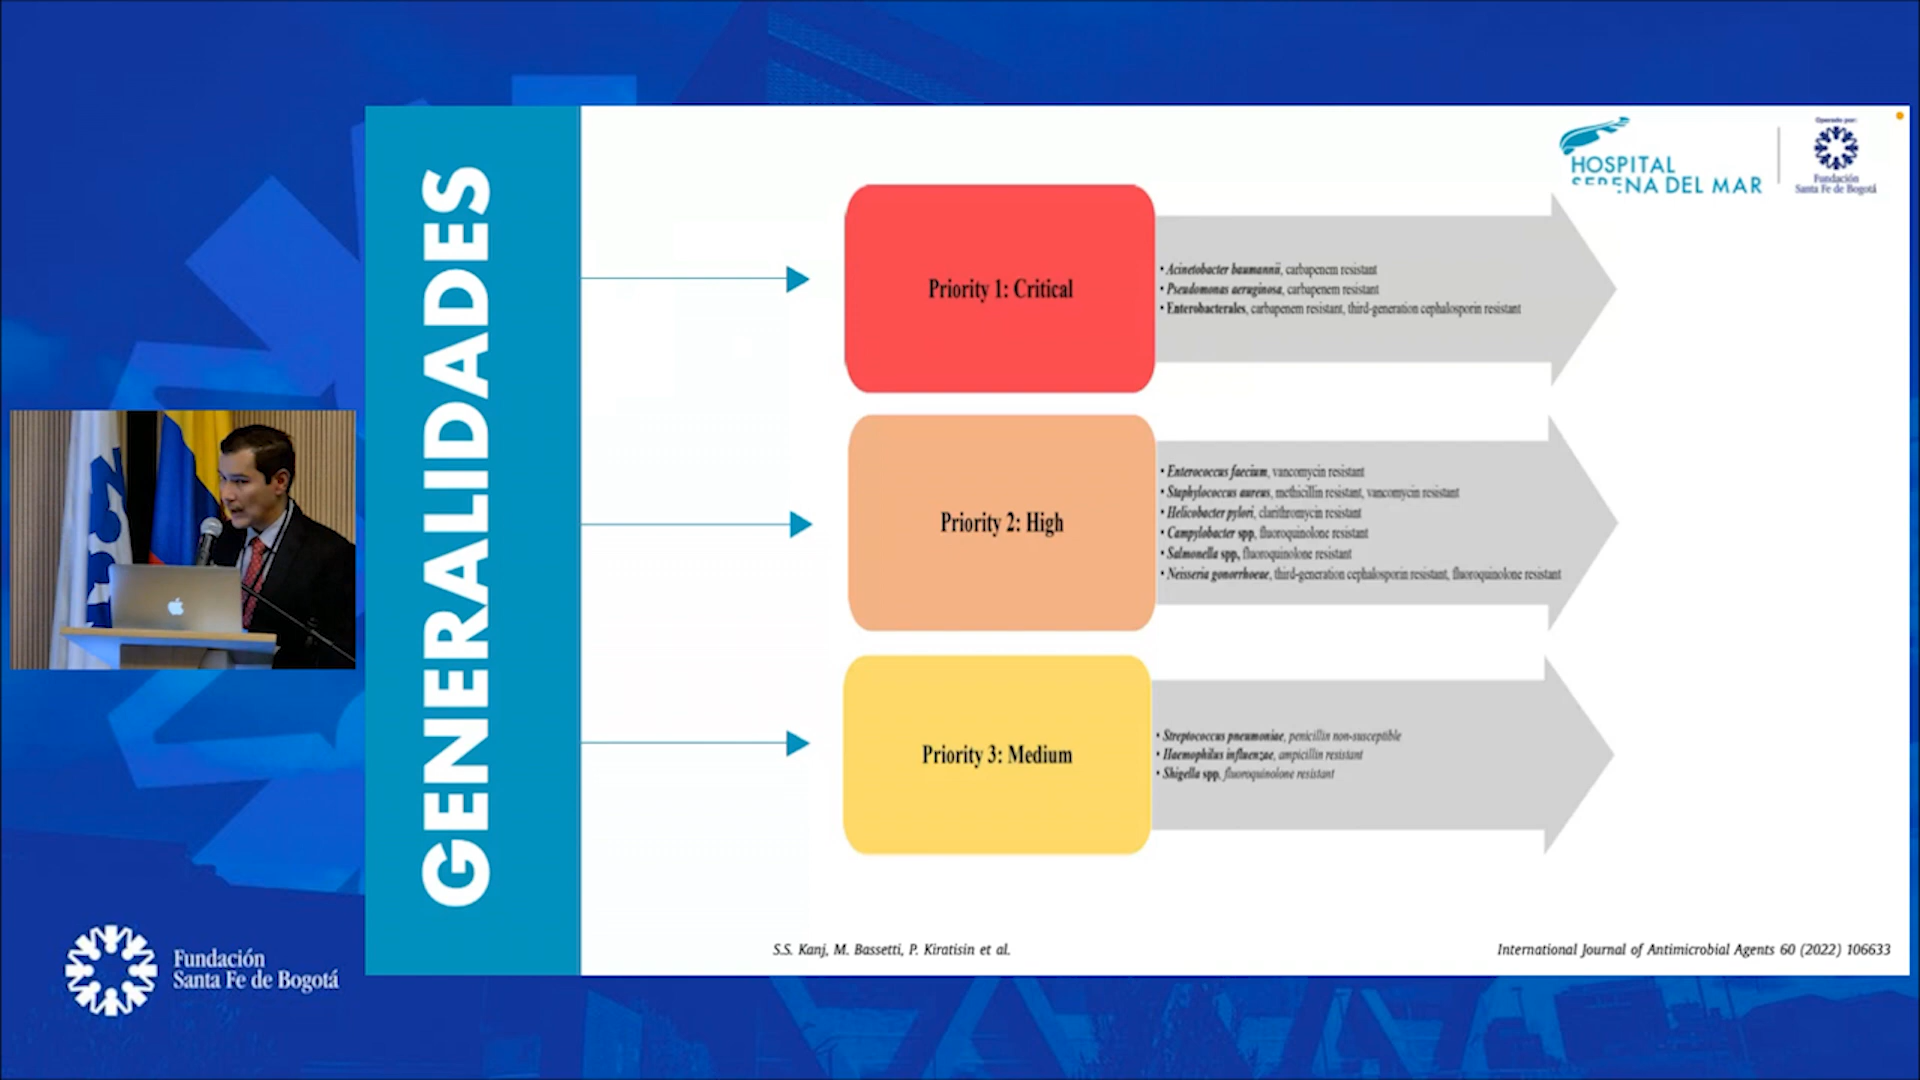 GENERALIDADES
HOSPITAL
SERENA DEL MAR
Operado por:
Fundación
Santa Fe de Bogotá
Priority 1: Critical
• Acinetobacter baumannii, carbapenem resistant
• Pseudomonas aeruginosa, carbapenem resistant
• Enterobacterales, carbapenem resistant, third-generation cephalosporin resistant
Priority 2: High
• Enterococcus faecium, vancomycin resistant
• Staphylococcus aureus, methicillin resistant, vancomycin resistant
• Helicobacter pylori, clarithromycin resistant
• Campylobacter spp, fluoroquinolone resistant
• Salmonella spp, fluoroquinolone resistant
• Neisseria gonorrhoeae, third-generation cephalosporin resistant, fluoroquinolone resistant
Priority 3: Medium
• Streptococcus pneumoniae, penicillin non-susceptible
• Haemophilus influenzae, ampicillin resistant
• Shigella spp, fluoroquinolone resistant
S.S. Kanj, M. Bassetti, P. Kiratisin et al.
International Journal of Antimicrobial Agents 60 (2022) 106633
Fundación
Santa Fe de Bogotá